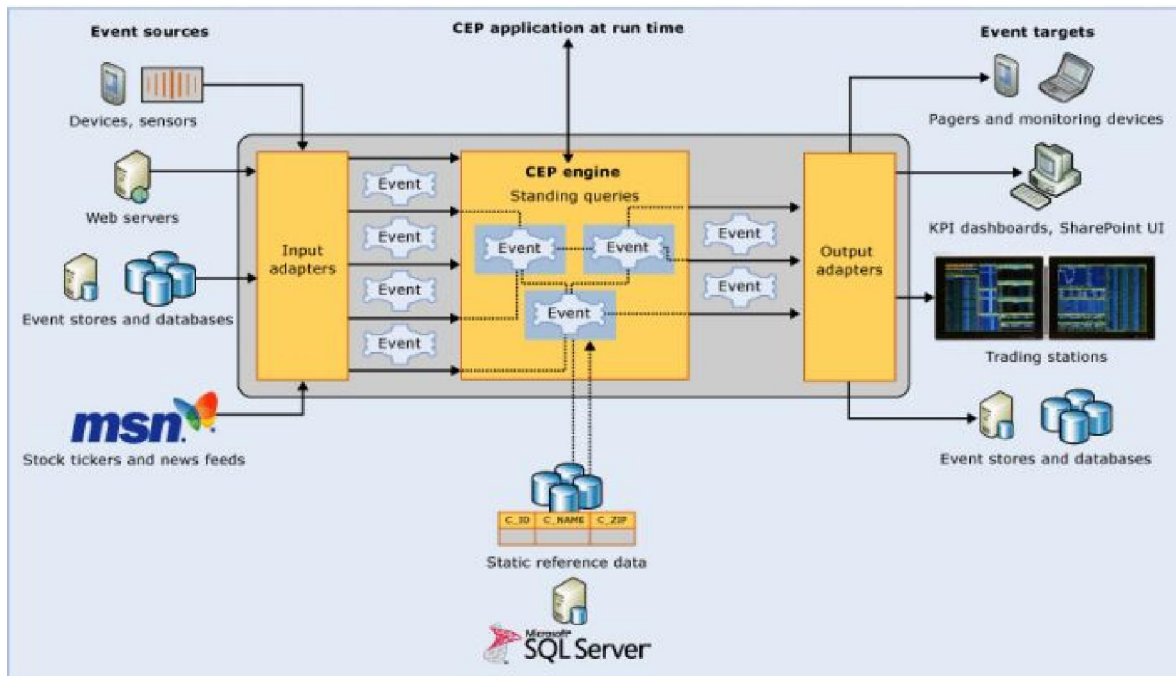 Event sources
CEP application at run time
Event targets
Devices, sensors
Pagers and monitoring devices
Web servers
KPI dashboards, SharePoint UI
Event stores and databases
Trading stations
msn
Stock tickers and news feeds
Event stores and databases
Input
adapters
Event
Event
Event
Event
CEP engine
Standing queries
Event
Event
Event
Event
Event
Output
adapters
C_ID C_NAME C_ZIP
Static reference data
Microsoft
SQL Server